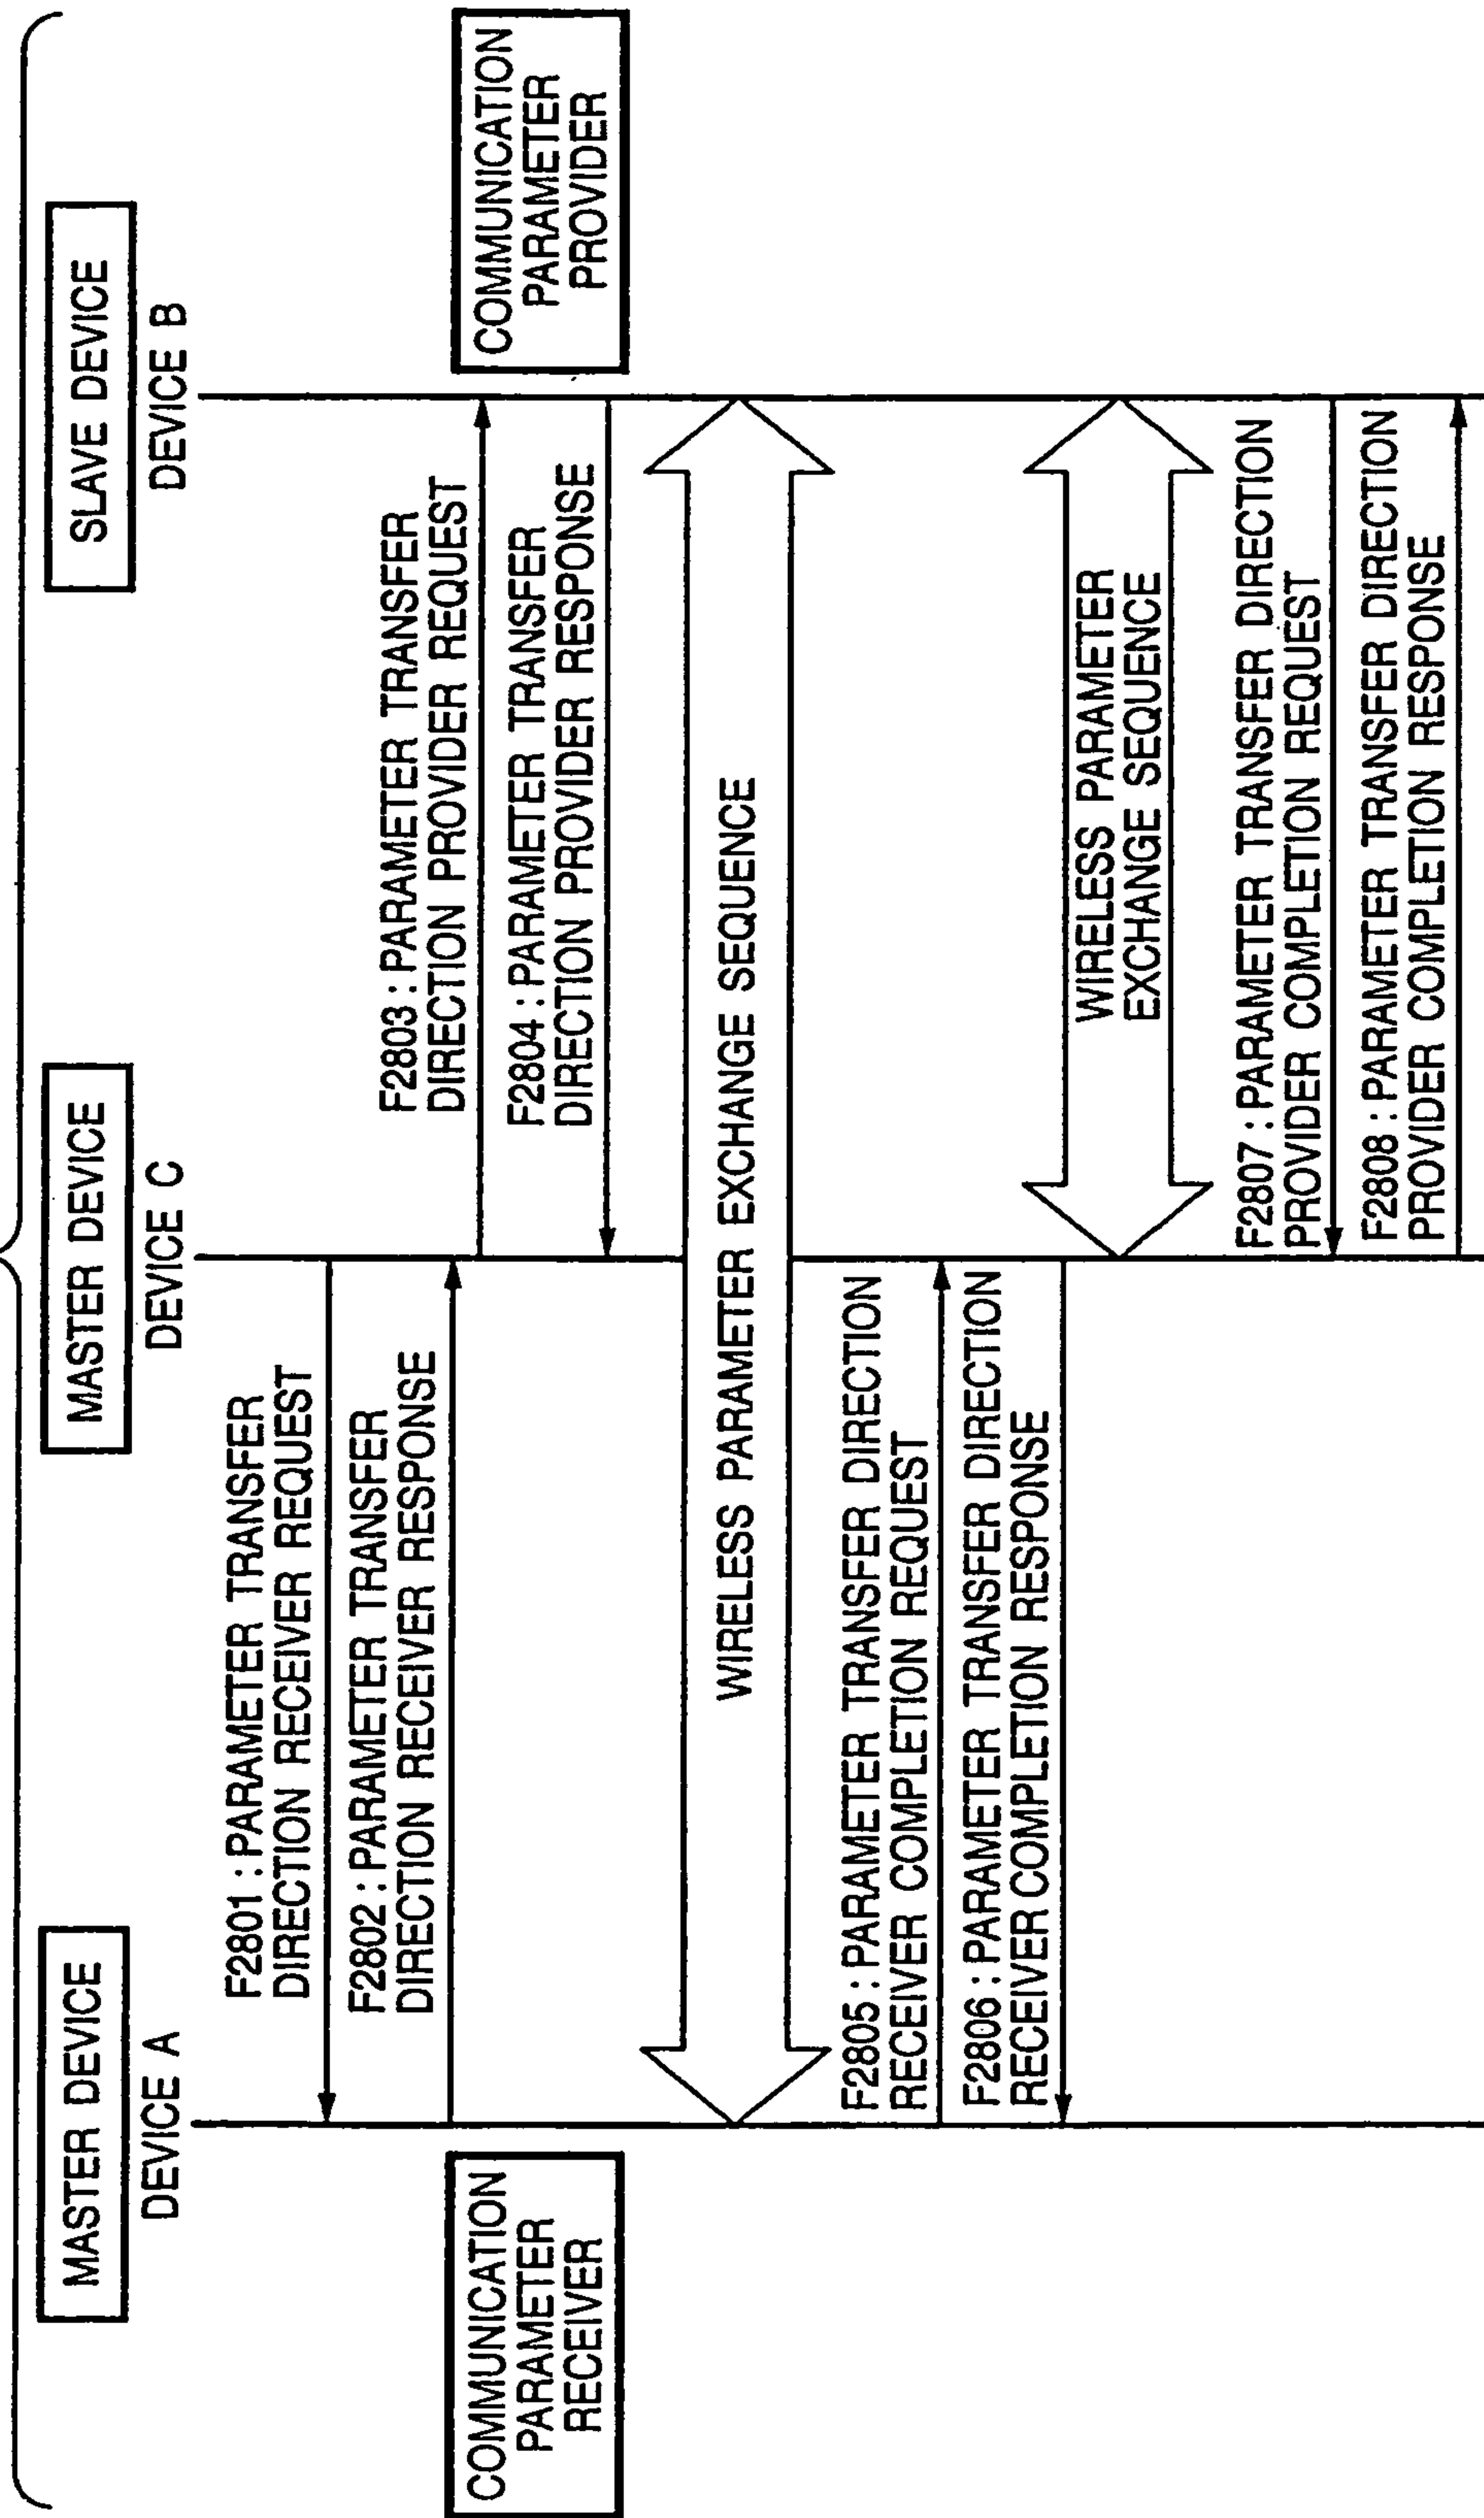 MASTER DEVICE
DEVICE A
MASTER DEVICE
DEVICE C
SLAVE DEVICE
DEVICE B
F2801 : PARAMETER TRANSFER
DIRECTION RECEIVER REQUEST
F2802 : PARAMETER TRANSFER
DIRECTION RECEIVER RESPONSE
COMMUNICATION
PARAMETER
RECEIVER
F2803 : PARAMETER TRANSFER
DIRECTION PROVIDER REQUEST
F2804 : PARAMETER TRANSFER
DIRECTION PROVIDER RESPONSE
COMMUNICATION
PARAMETER
PROVIDER
WIRELESS PARAMETER EXCHANGE SEQUENCE
F2805 : PARAMETER TRANSFER DIRECTION
RECEIVER COMPLETION REQUEST
F2806 : PARAMETER TRANSFER DIRECTION
RECEIVER COMPLETION RESPONSE
WIRELESS PARAMETER
EXCHANGE SEQUENCE
F2807 : PARAMETER TRANSFER DIRECTION
PROVIDER COMPLETION REQUEST
F2808 : PARAMETER TRANSFER DIRECTION
PROVIDER COMPLETION RESPONSE